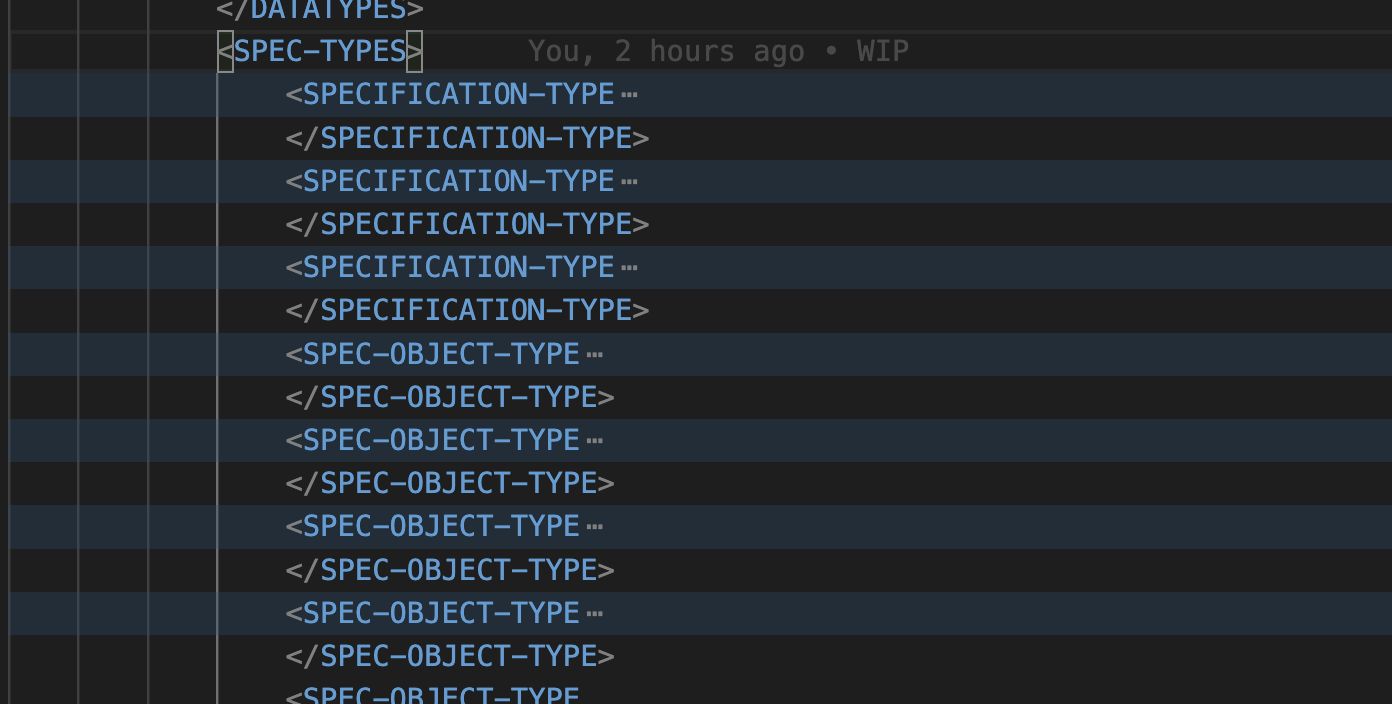 </DATATYPES>
<SPEC-TYPES> You, 2 hours ago • WIP
<SPECIFICATION-TYPE…
</SPECIFICATION-TYPE>
<SPECIFICATION-TYPE…
</SPECIFICATION-TYPE>
<SPECIFICATION-TYPE…
</SPECIFICATION-TYPE>
<SPEC-OBJECT-TYPE…
</SPEC-OBJECT-TYPE>
<SPEC-OBJECT-TYPE…
</SPEC-OBJECT-TYPE>
<SPEC-OBJECT-TYPE…
</SPEC-OBJECT-TYPE>
<SPEC-OBJECT-TYPE…
</SPEC-OBJECT-TYPE>
<SPEC-OBJECT-TYPE